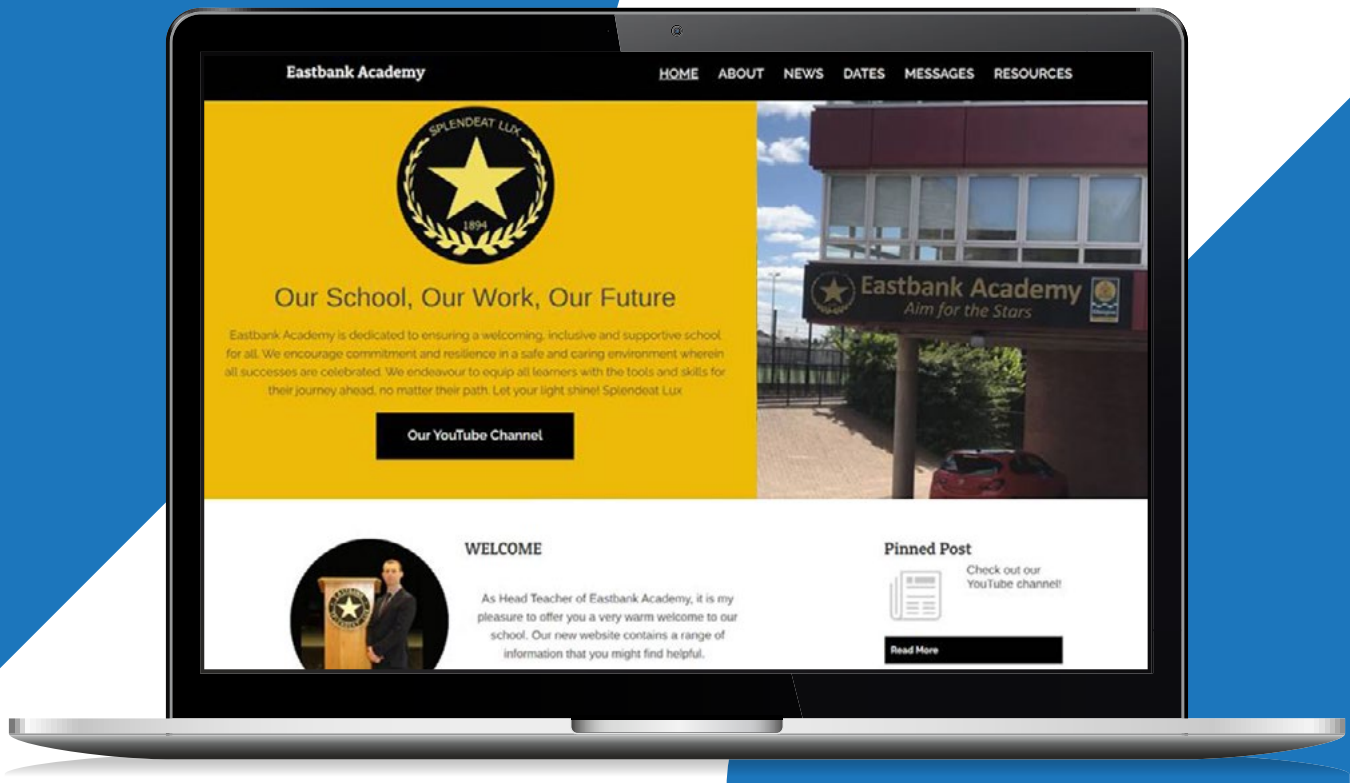 Eastbank Academy
HOME ABOUT NEWS DATES MESSAGES RESOURCES
SPLENDEAT LUX
1894
Our School, Our Work, Our Future
Eastbank Academy is dedicated to ensuring a welcoming, inclusive and supportive school
for all. We encourage commitment and resilience in a safe and caring environment wherein
all successes are celebrated. We endeavour to equip all learners with the tools and skills for
their journey ahead, no matter their path. Let your light shine! Splendeat Lux
Our YouTube Channel
Eastbank Academy
Aim for the Stars
WELCOME
As Head Teacher of Eastbank Academy, it is my
pleasure to offer you a very warm welcome to our
school. Our new website contains a range of
information that you might find helpful.
Pinned Post
Check out our
YouTube channel!
Read More